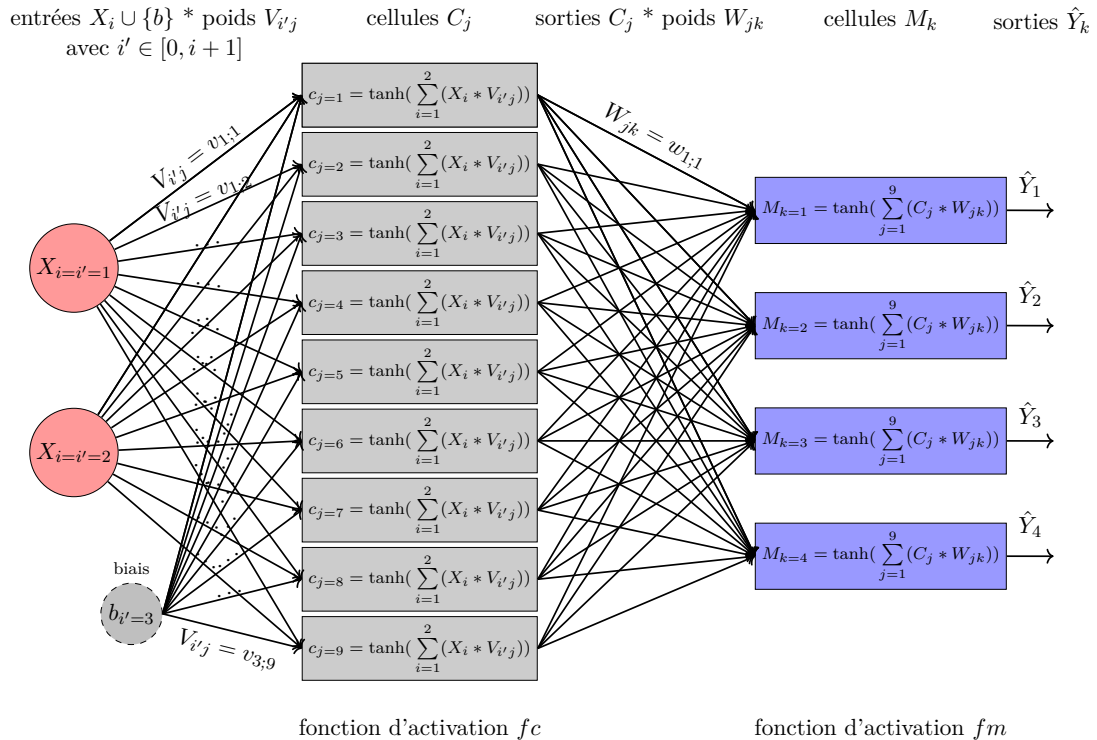 entrées X_i ∪ {b} * poids V_{i'j}
avec i' ∈ [0, i + 1]
cellules C_j
sorties C_j * poids W_{jk}
cellules M_k
sorties Ŷ_k
V_{i'j} = v_{1;1}
V_{i'j} = v_{1;2}
X_{i=i'=1}
X_{i=i'=2}
biais
b_{i'=3}
V_{i'j} = v_{3;9}
c_{j=1} = tanh( ∑_{i=1}^{2} (X_i * V_{i'j}))
c_{j=2} = tanh( ∑_{i=1}^{2} (X_i * V_{i'j}))
c_{j=3} = tanh( ∑_{i=1}^{2} (X_i * V_{i'j}))
c_{j=4} = tanh( ∑_{i=1}^{2} (X_i * V_{i'j}))
c_{j=5} = tanh( ∑_{i=1}^{2} (X_i * V_{i'j}))
c_{j=6} = tanh( ∑_{i=1}^{2} (X_i * V_{i'j}))
c_{j=7} = tanh( ∑_{i=1}^{2} (X_i * V_{i'j}))
c_{j=8} = tanh( ∑_{i=1}^{2} (X_i * V_{i'j}))
c_{j=9} = tanh( ∑_{i=1}^{2} (X_i * V_{i'j}))
W_{jk} = w_{1;1}
M_{k=1} = tanh( ∑_{j=1}^{9} (C_j * W_{jk}))
Ŷ_1
M_{k=2} = tanh( ∑_{j=1}^{9} (C_j * W_{jk}))
Ŷ_2
M_{k=3} = tanh( ∑_{j=1}^{9} (C_j * W_{jk}))
Ŷ_3
M_{k=4} = tanh( ∑_{j=1}^{9} (C_j * W_{jk}))
Ŷ_4
fonction d'activation fc
fonction d'activation fm